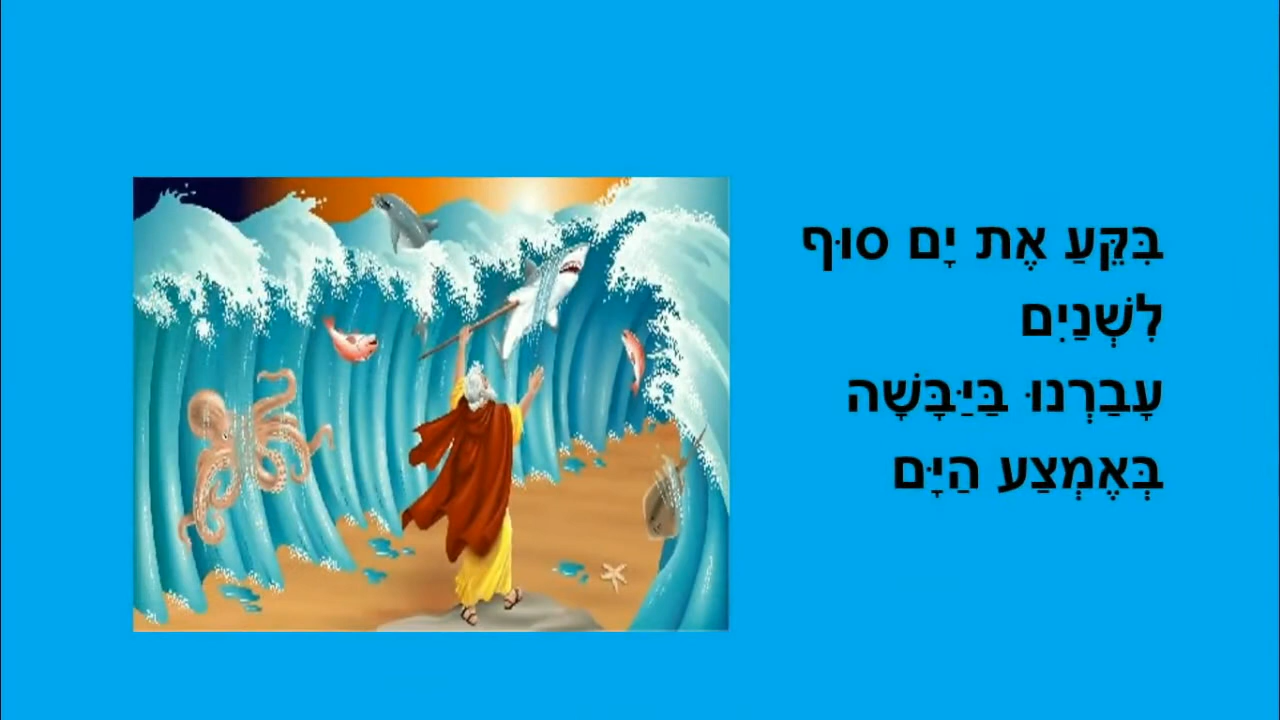 בִּקֵּעַ אֶת יָם סוּף
לִשְׁנַיִם
עָבַרְנוּ בַּיַּבָּשָׁה
בְּאֶמְצַע הַיָּם